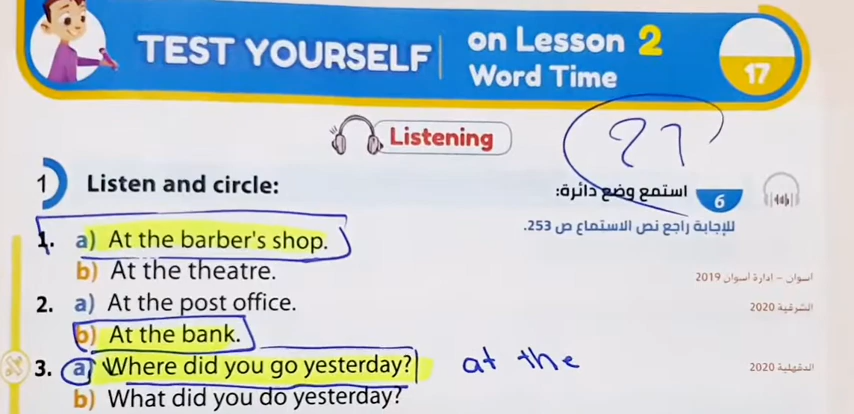 TEST YOURSELF
on Lesson 2
Word Time
17
Listening
??
1 Listen and circle:
6 استمع وضع دائرة:
للإجابة راجع نص الاستماع ص 253.
1. a) At the barber's shop.
b) At the theatre.
أسوان – إدارة أسوان 2019
2. a) At the post office.
الشرقية 2020
b) At the bank.
3. a) Where did you go yesterday? at the
الدقهلية 2020
b) What did you do yesterday?